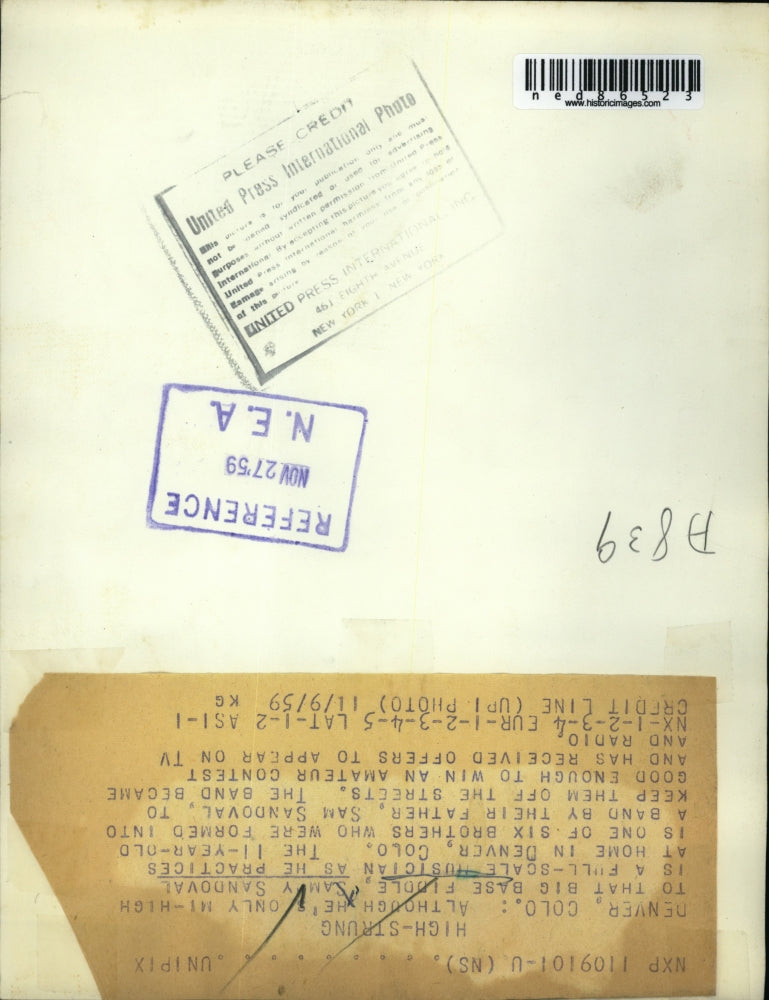 ned86523
www.historicimages.com
PLEASE CREDIT
United Press International Photo
This picture is for your publication only and must
not be loaned syndicated or used for advertising
purposes without written permission from United Press
International. By accepting this picture you agree to hold
United Press International harmless from any loss or
damage arising by reason of your use or publication
of this picture
UNITED PRESS INTERNATIONAL INC.
461 EIGHTH AVENUE
NEW YORK 1, NEW YORK
REFERENCE
NOV 27 '59
N.E.A.
A839
NXP 1109101-U (NS). . . . . . . . . . UNIPIX
HIGH-STRUNG
DENVER, COLO.: ALTHOUGH HE'S ONLY MI-HIGH
TO THAT BIG BASE FIDDLE, SAMMY SANDOVAL
IS A FULL-SCALE MUSICIAN AS HE PRACTICES
AT HOME IN DENVER, COLO. THE 11-YEAR-OLD
IS ONE OF SIX BROTHERS WHO WERE FORMED INTO
A BAND BY THEIR FATHER, SAM SANDOVAL, TO
KEEP THEM OFF THE STREETS. THE BAND BECAME
GOOD ENOUGH TO WIN AN AMATEUR CONTEST
AND HAS RECEIVED OFFERS TO APPEAR ON TV
AND RADIO.
NX-1-2-3-4 EUR-1-2-3-4-5 LAT-1-2 ASI-1
CREDIT LINE (UPI PHOTO) 11/9/59 KG